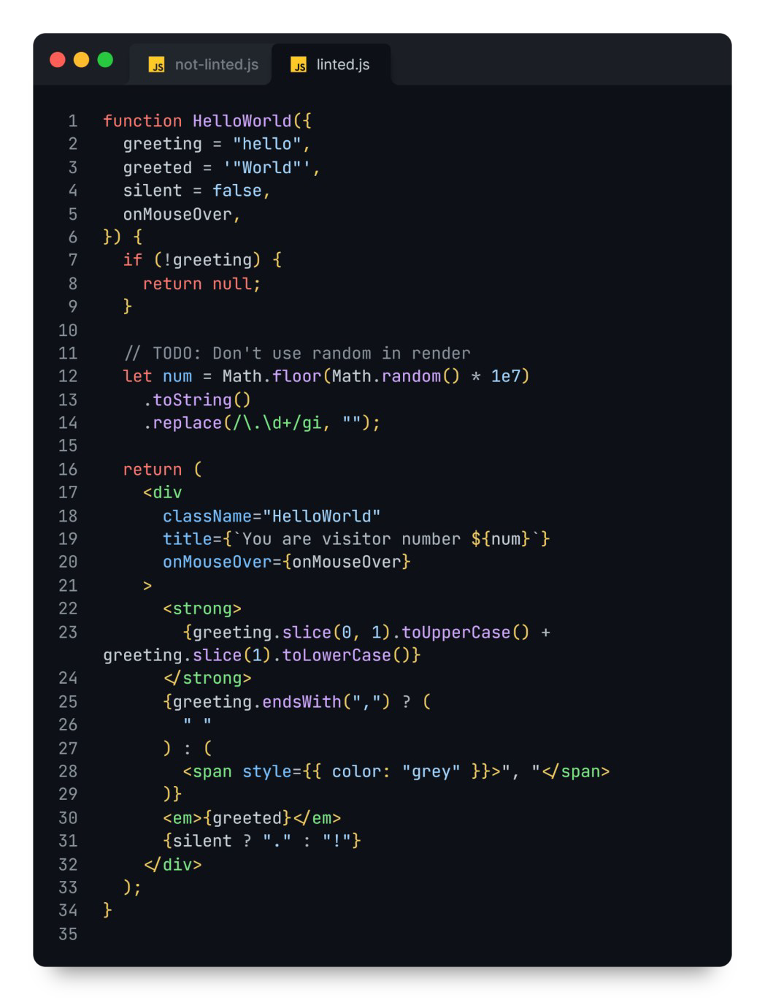 JS not-linted.js JS linted.js
1 function HelloWorld({
2   greeting = "hello",
3   greeted = '"World"',
4   silent = false,
5   onMouseOver,
6 }) {
7   if (!greeting) {
8     return null;
9   }
10
11   // TODO: Don't use random in render
12   let num = Math.floor(Math.random() * 1e7)
13     .toString()
14     .replace(/\.\d+/gi, "");
15
16   return (
17     <div
18       className="HelloWorld"
19       title={`You are visitor number ${num}`}
20       onMouseOver={onMouseOver}
21     >
22       <strong>
23         {greeting.slice(0, 1).toUpperCase() +
greeting.slice(1).toLowerCase()}
24       </strong>
25       {greeting.endsWith(",") ? (
26         " "
27       ) : (
28         <span style={{ color: "grey" }}>", "</span>
29       )}
30       <em>{greeted}</em>
31       {silent ? "." : "!"}
32     </div>
33   );
34 }
35